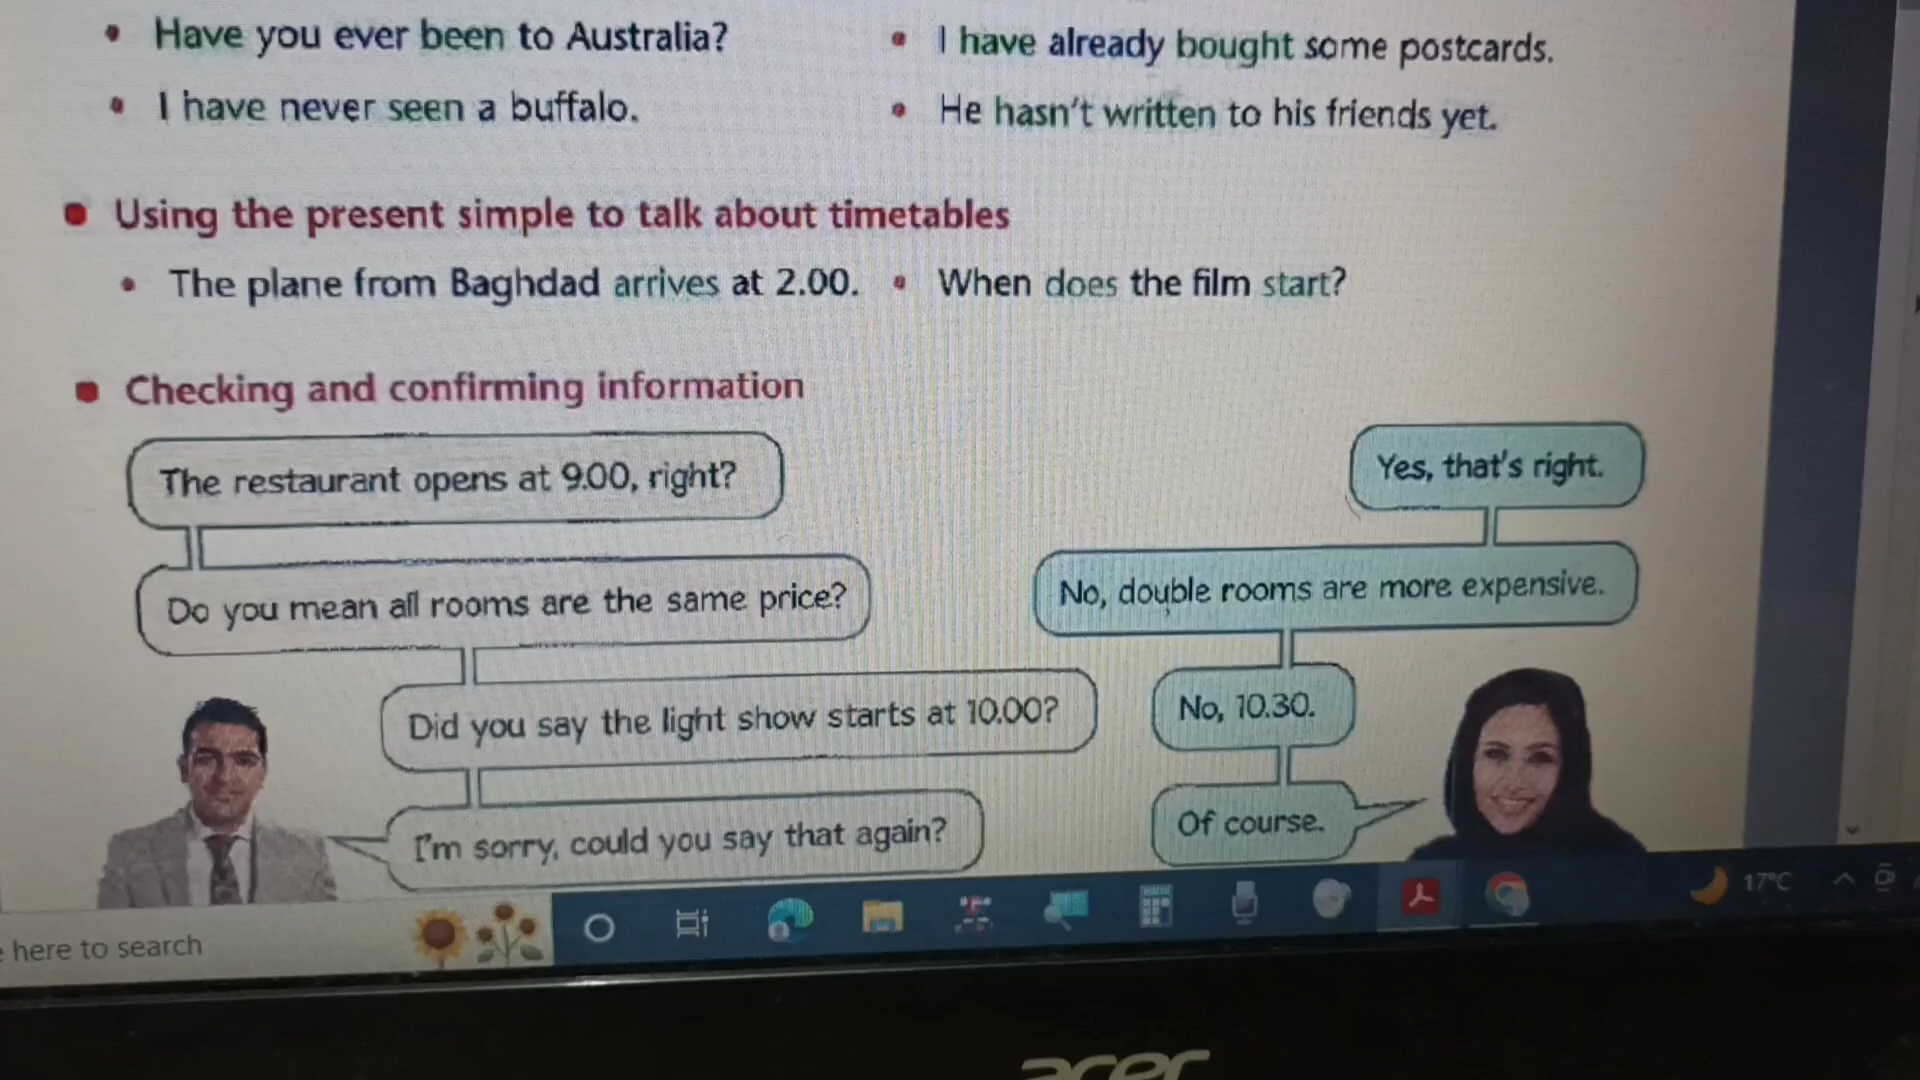 Have you ever been to Australia?
I have already bought some postcards.
I have never seen a buffalo.
He hasn't written to his friends yet.
Using the present simple to talk about timetables
The plane from Baghdad arrives at 2.00.
When does the film start?
Checking and confirming information
The restaurant opens at 9.00, right?
Yes, that's right.
Do you mean all rooms are the same price?
No, double rooms are more expensive.
Did you say the light show starts at 10.00?
No, 10.30.
I'm sorry, could you say that again?
Of course.
here to search
17°C
acer